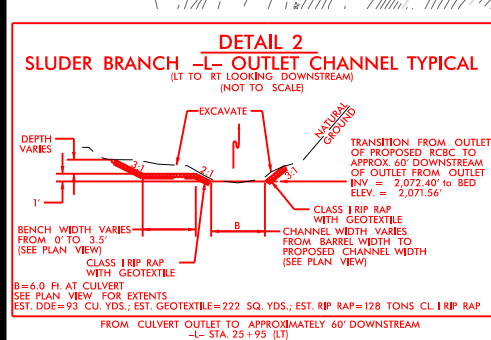 DETAIL 2
SLUDER BRANCH -L- OUTLET CHANNEL TYPICAL
(LT TO RT LOOKING DOWNSTREAM)
(NOT TO SCALE)
EXCAVATE
NATURAL
GROUND
DEPTH
VARIES
3:1
2:1
3:1
1'
TRANSITION FROM OUTLET
OF PROPOSED RCBC TO
APPROX. 60' DOWNSTREAM
OF OUTLET FROM OUTLET
INV = 2,072.40' to BED
ELEV. = 2,071.56'
CLASS I RIP RAP
WITH GEOTEXTILE
B
BENCH WIDTH VARIES
FROM 0' TO 3.5'
(SEE PLAN VIEW)
CHANNEL WIDTH VARIES
FROM BARREL WIDTH TO
PROPOSED CHANNEL WIDTH
(SEE PLAN VIEW)
CLASS I RIP RAP
WITH GEOTEXTILE
B=6.0 Ft. AT CULVERT
SEE PLAN VIEW FOR EXTENTS
EST. DDE=93 CU. YDS.; EST. GEOTEXTILE=222 SQ. YDS.; EST. RIP RAP=128 TONS CL. I RIP RAP
FROM CULVERT OUTLET TO APPROXIMATELY 60' DOWNSTREAM
-L- STA. 25+95 (LT)